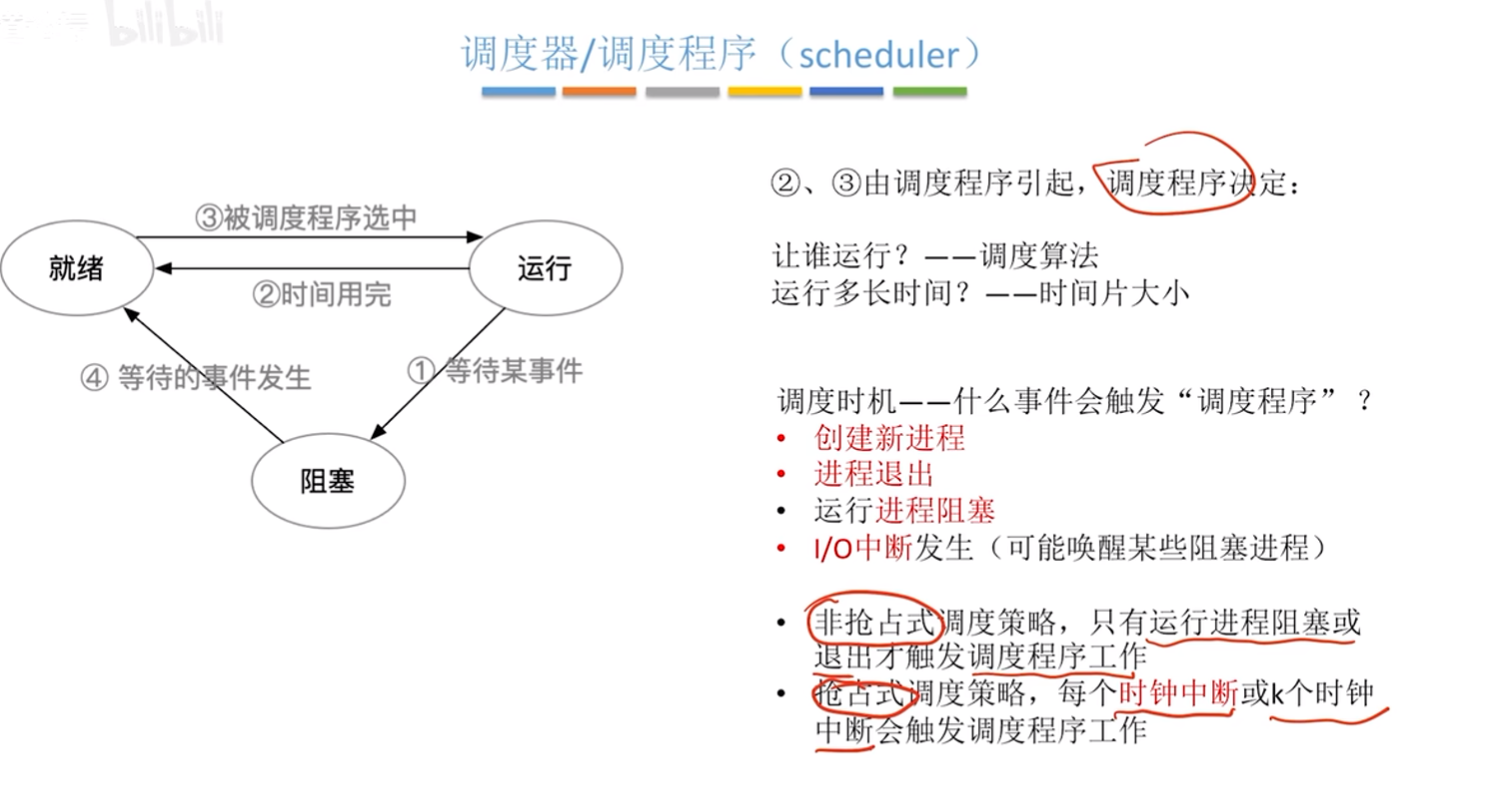 bilibili
调度器/调度程序（scheduler）
③被调度程序选中
就绪
运行
②时间用完
④ 等待的事件发生
① 等待某事件
阻塞
②、③由调度程序引起，调度程序决定：
让谁运行？——调度算法
运行多长时间？——时间片大小
调度时机——什么事件会触发“调度程序”？
• 创建新进程
• 进程退出
• 运行进程阻塞
• I/O中断发生（可能唤醒某些阻塞进程）
• 非抢占式调度策略，只有运行进程阻塞或
退出才触发调度程序工作
• 抢占式调度策略，每个时钟中断或k个时钟
中断会触发调度程序工作